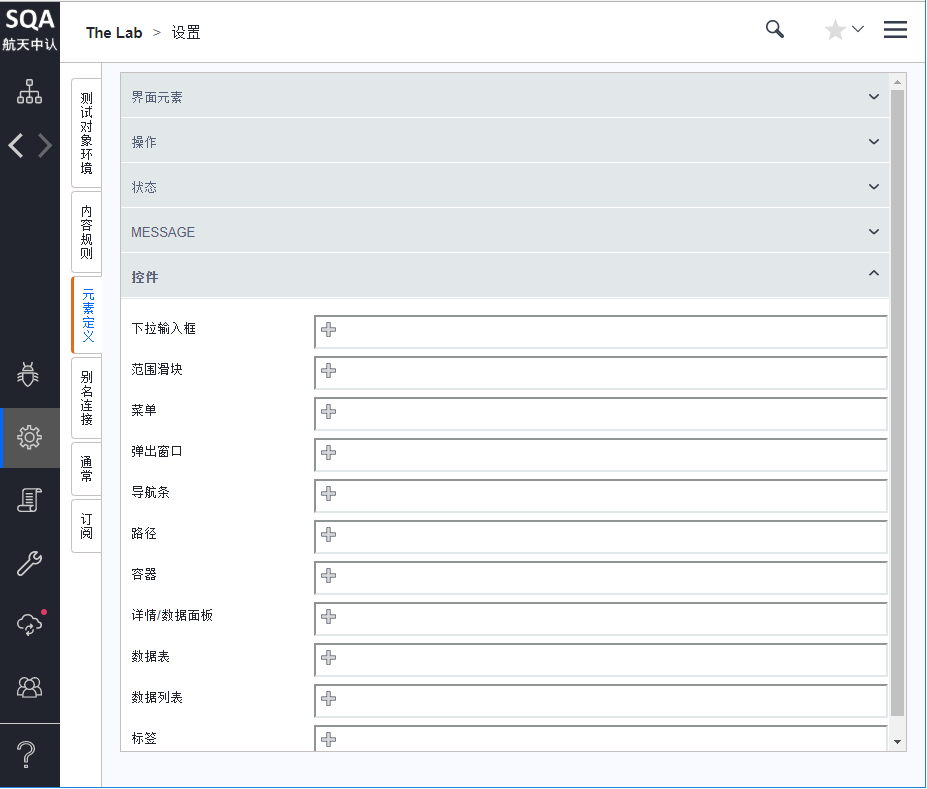 SQA
航天中认
The Lab > 设置
测试对象环境
内容规则
元素定义
别名连接
通常
订阅
界面元素
操作
状态
MESSAGE
控件
下拉输入框
范围滑块
菜单
弹出窗口
导航条
路径
容器
详情/数据面板
数据表
数据列表
标签